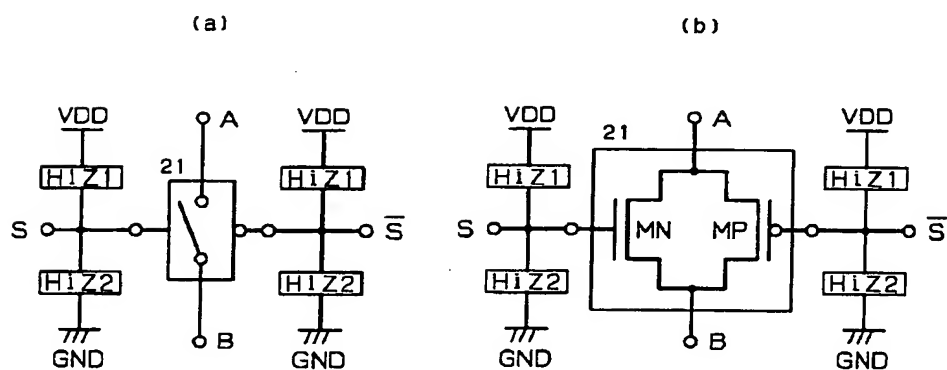 (a)
VDD
A
VDD
HiZ1
21
HiZ1
S
S̅
HiZ2
HiZ2
GND
B
GND
(b)
VDD
A
VDD
21
HiZ1
HiZ1
S
MN
MP
S̅
HiZ2
HiZ2
GND
B
GND